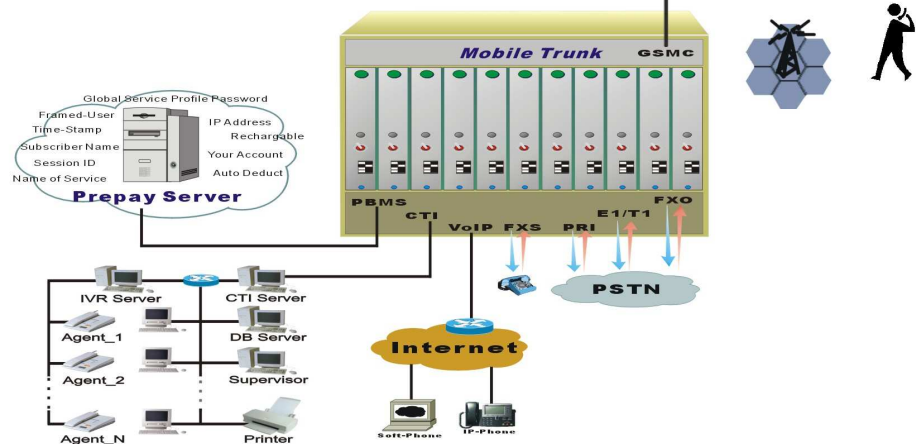 Mobile Trunk
GSMC
Global Service Profile Password
Framed-User
IP Address
Time-Stamp
Rechargable
Subscriber Name
Your Account
Session ID
Auto Deduct
Name of Service
Prepay Server
PBMS
CTI
VoIP
FXS
PRI
E1/T1
FXO
PSTN
IVR Server
CTI Server
Agent_1
DB Server
Agent_2
Supervisor
Agent_N
Printer
Internet
Soft-Phone
IP-Phone